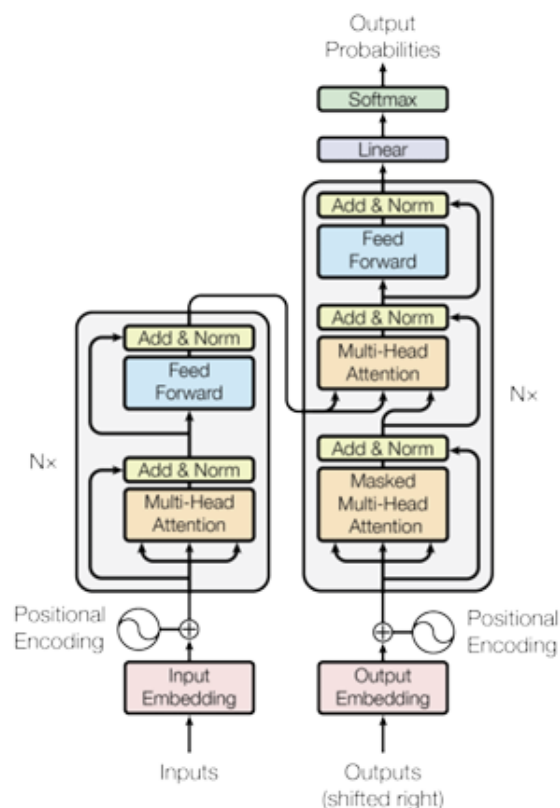 Output
Probabilities
Softmax
Linear
Add & Norm
Feed
Forward
Add & Norm
Multi-Head
Attention
Add & Norm
Masked
Multi-Head
Attention
N×
Add & Norm
Feed
Forward
Add & Norm
Multi-Head
Attention
N×
Positional
Encoding
Positional
Encoding
Input
Embedding
Output
Embedding
Inputs
Outputs
(shifted right)